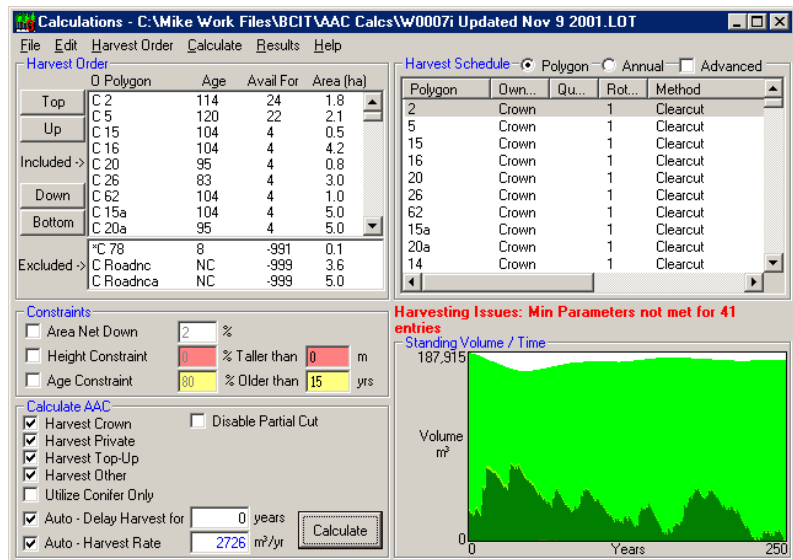 Calculations - C:\Mike Work Files\BCIT\AAC Calcs\W0007i Updated Nov 9 2001.LOT
File Edit Harvest Order Calculate Results Help
Harvest Order
O Polygon Age Avail For Area (ha)
Top
Up
Included ->
Down
Bottom
C 2 114 24 1.8
C 5 120 22 2.1
C 15 104 4 0.5
C 16 104 4 4.2
C 20 95 4 0.8
C 26 83 4 3.0
C 62 104 4 1.0
C 15a 104 4 5.0
C 20a 95 4 5.0
Excluded ->
*C 78 8 -991 0.1
C Roadnc NC -999 3.6
C Roadnca NC -999 5.0
Harvest Schedule Polygon Annual Advanced
Polygon Own... Qu... Rot... Method
2 Crown 1 Clearcut
5 Crown 1 Clearcut
15 Crown 1 Clearcut
16 Crown 1 Clearcut
20 Crown 1 Clearcut
26 Crown 1 Clearcut
62 Crown 1 Clearcut
15a Crown 1 Clearcut
20a Crown 1 Clearcut
14 Crown 1 Clearcut
Constraints
Area Net Down 2 %
Height Constraint 0 % Taller than 0 m
Age Constraint 80 % Older than 15 yrs
Harvesting Issues: Min Parameters not met for 41
entries
Calculate AAC
Harvest Crown Disable Partial Cut
Harvest Private
Harvest Top-Up
Harvest Other
Utilize Conifer Only
Auto - Delay Harvest for 0 years
Auto - Harvest Rate 2726 m³/yr
Calculate
Standing Volume / Time
187,915
Volume
m³
0
0 Years 250